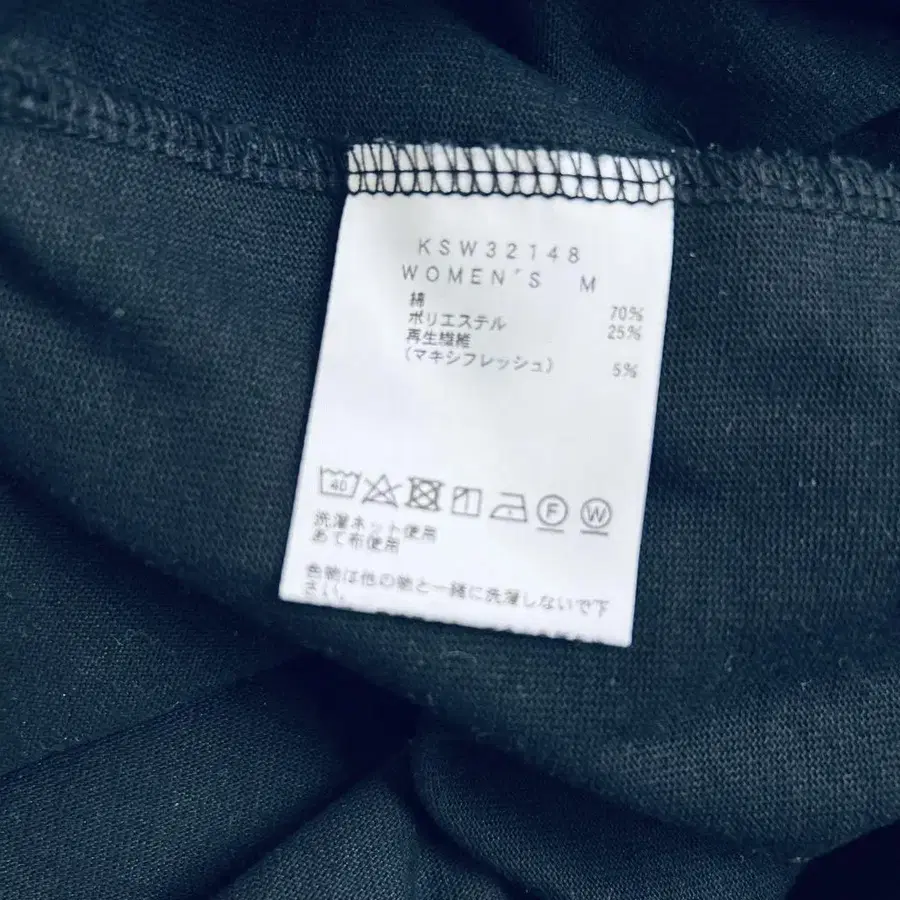 KSW32148
WOMEN'S M
綿 70%
ポリエステル 25%
再生繊維
(マキシフレッシュ) 5%
40 F W
洗濯ネット使用
あて布使用
色物は他の物と一緒に洗濯しないで下
さい。